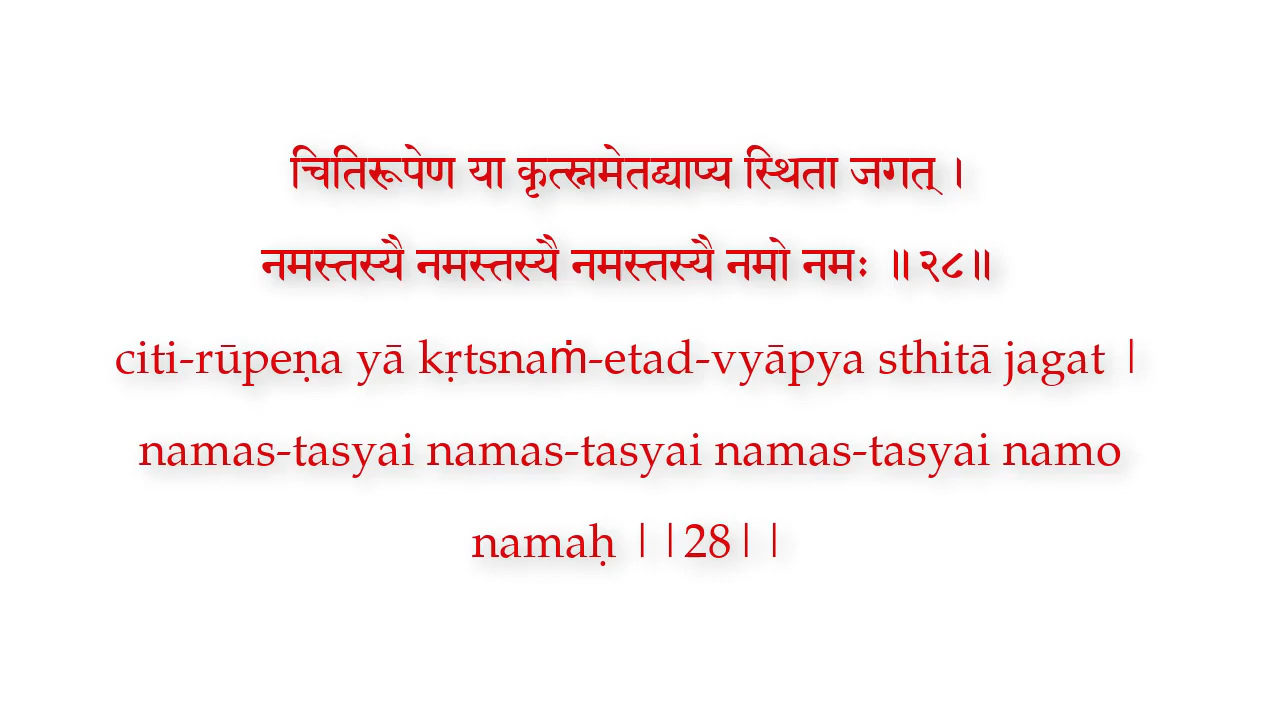 चितिरूपेण या कृत्स्नमेतद्याप्य स्थिता जगत् ।
नमस्तस्यै नमस्तस्यै नमस्तस्यै नमो नमः ॥२८॥
citi-rūpeṇa yā kṛtsnaṁ-etad-vyāpya sthitā jagat |
namas-tasyai namas-tasyai namas-tasyai namo
namaḥ ||28||